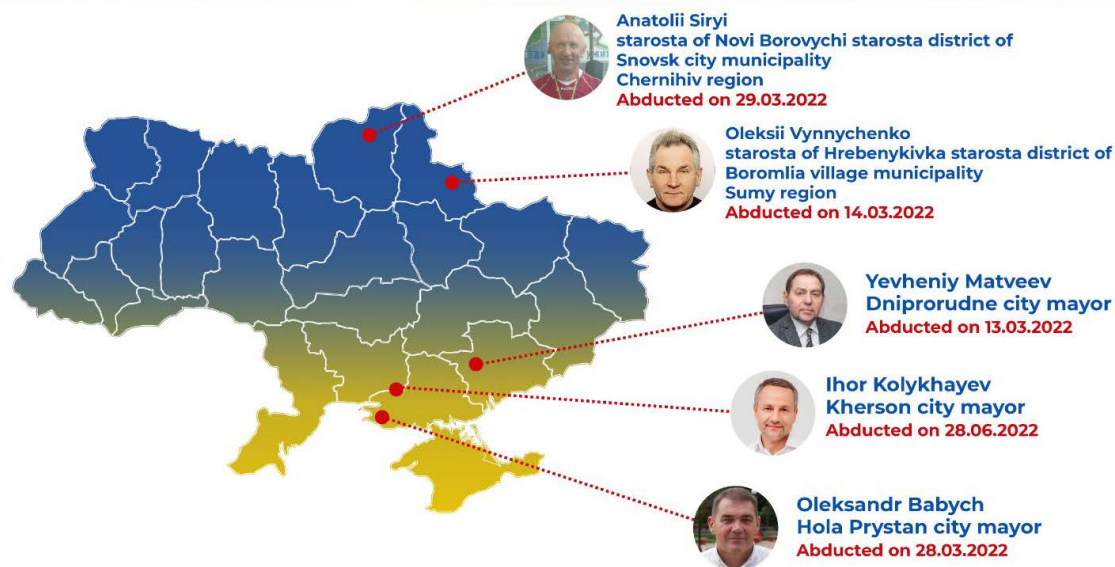 Anatolii Siryi
starosta of Novi Borovychi starosta district of
Snovsk city municipality
Chernihiv region
Abducted on 29.03.2022
Oleksii Vynnychenko
starosta of Hrebenykivka starosta district of
Boromlia village municipality
Sumy region
Abducted on 14.03.2022
Yevheniy Matveev
Dniprorudne city mayor
Abducted on 13.03.2022
Ihor Kolykhayev
Kherson city mayor
Abducted on 28.06.2022
Oleksandr Babych
Hola Prystan city mayor
Abducted on 28.03.2022